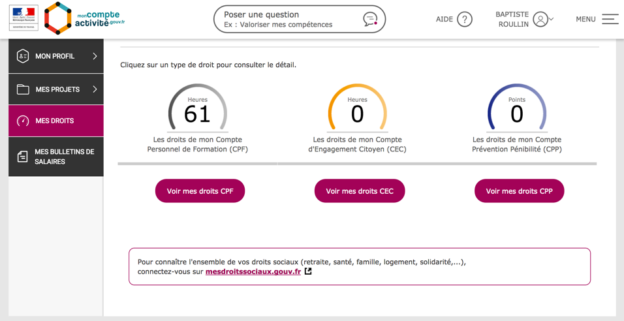 mon compte
activité.gouv.fr
Poser une question
Ex : Valoriser mes compétences
AIDE ?
BAPTISTE
ROULLIN
MENU
MON PROFIL
MES PROJETS
MES DROITS
MES BULLETINS DE
SALAIRES
Cliquez sur un type de droit pour consulter le détail.
Heures
61
Les droits de mon Compte
Personnel de Formation (CPF)
Voir mes droits CPF
Heures
0
Les droits de mon Compte
d'Engagement Citoyen (CEC)
Voir mes droits CEC
Points
0
Les droits de mon Compte
Prévention Pénibilité (CPP)
Voir mes droits CPP
Pour connaître l'ensemble de vos droits sociaux (retraite, santé, famille, logement, solidarité,...),
connectez-vous sur mesdroitssociaux.gouv.fr